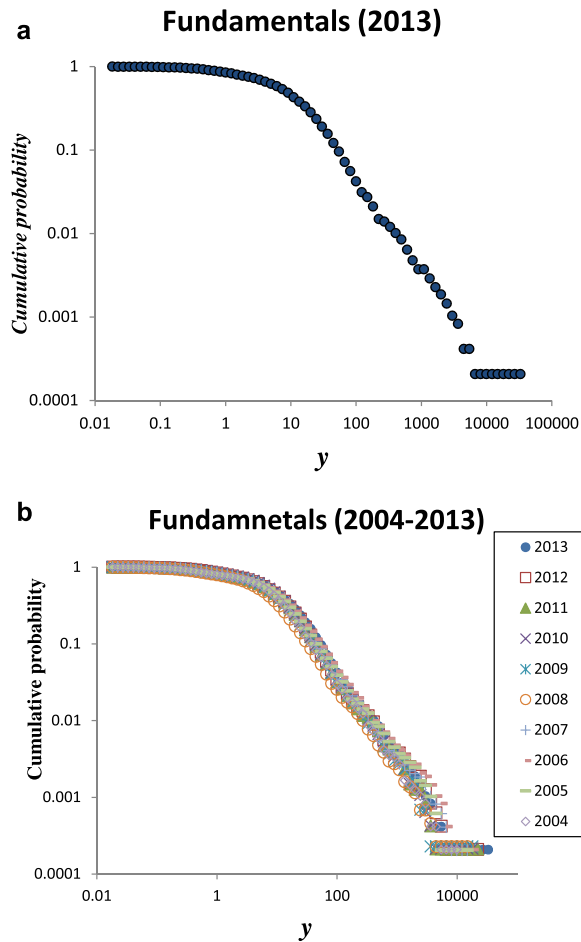 a
Fundamentals (2013)
Cumulative probability
1
0.1
0.01
0.001
0.0001
0.01 0.1 1 10 100 1000 10000 100000
y
b
Fundamnetals (2004-2013)
Cumulative probability
1
0.1
0.01
0.001
0.0001
0.01 1 100 10000
y
2013
2012
2011
2010
2009
2008
2007
2006
2005
2004